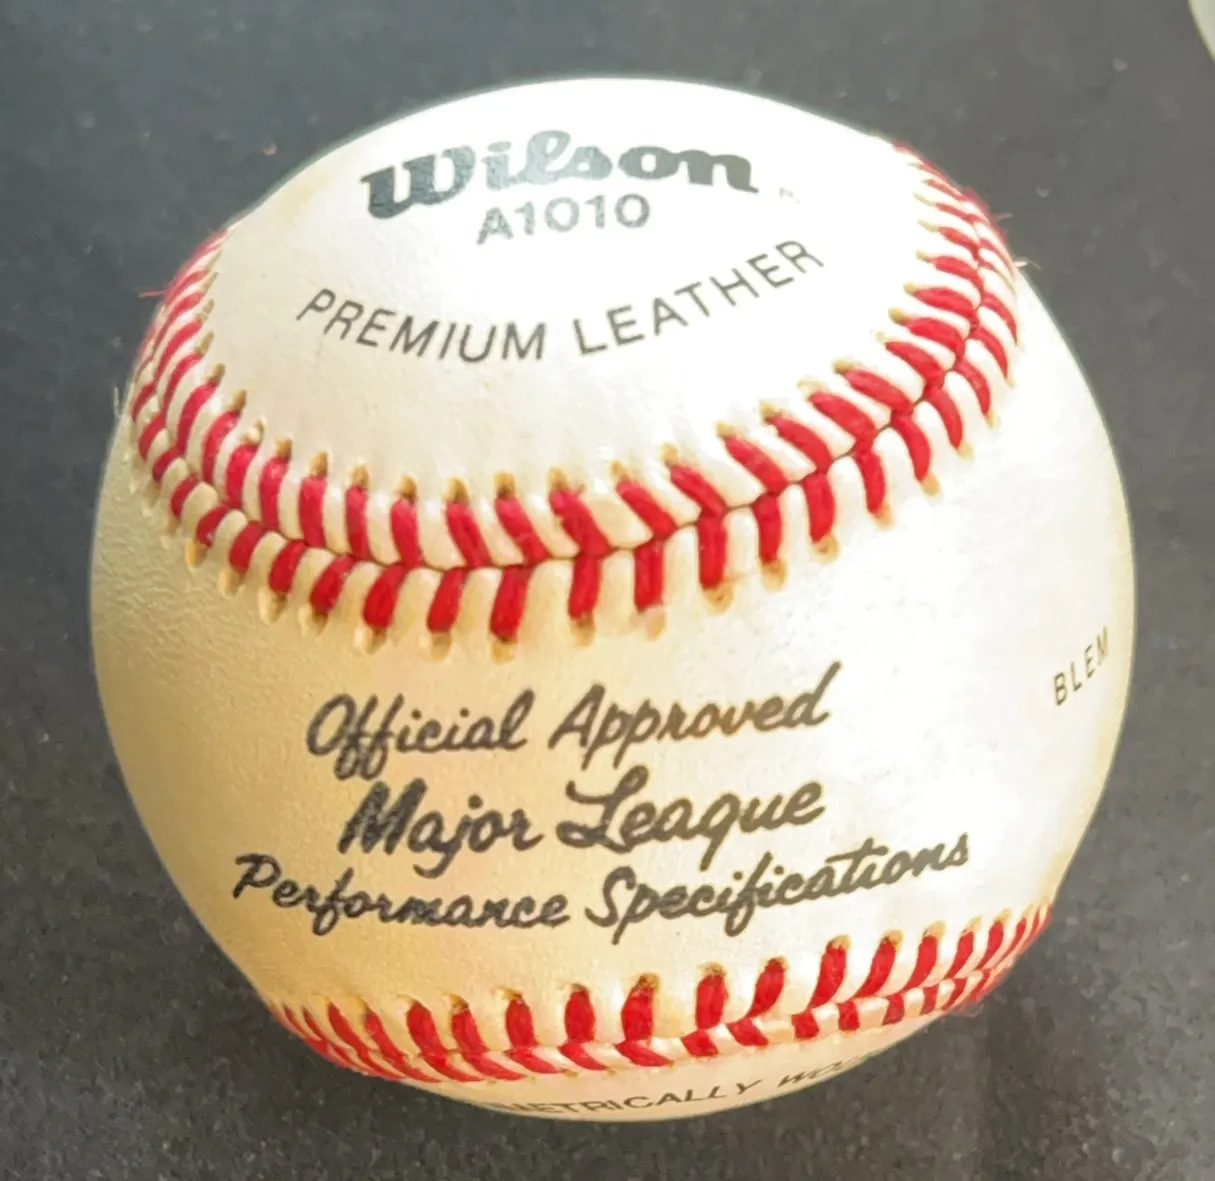 Wilson
A1010
PREMIUM LEATHER
Official Approved
Major League
Performance Specifications
BLEM